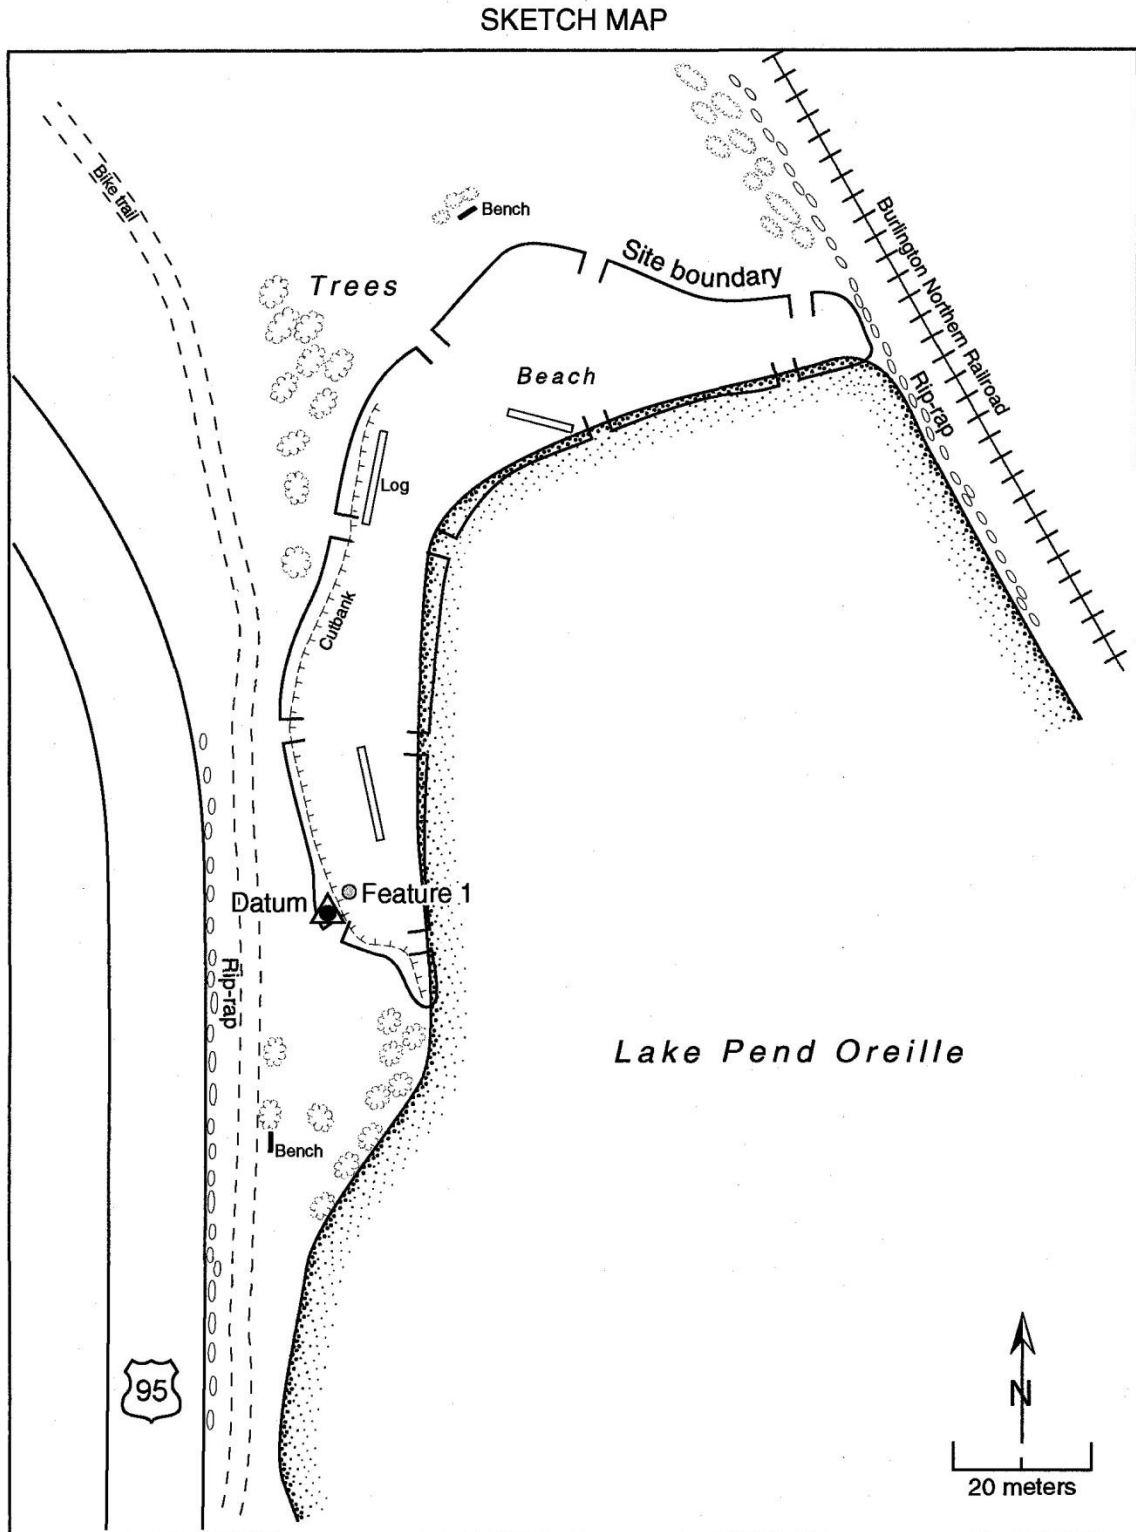 SKETCH MAP
Bike trail
Bench
Trees
Site boundary
Burlington Northern Railroad
Beach
Rip-rap
Log
Cutbank
Datum
Feature 1
Rip-rap
Lake Pend Oreille
Bench
95
N
20 meters